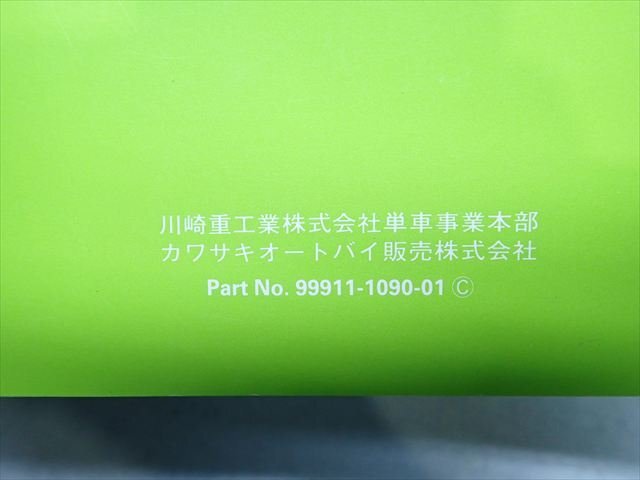 川崎重工業株式会社単車事業本部
カワサキオートバイ販売株式会社
Part No. 99911-1090-01 Ⓒ